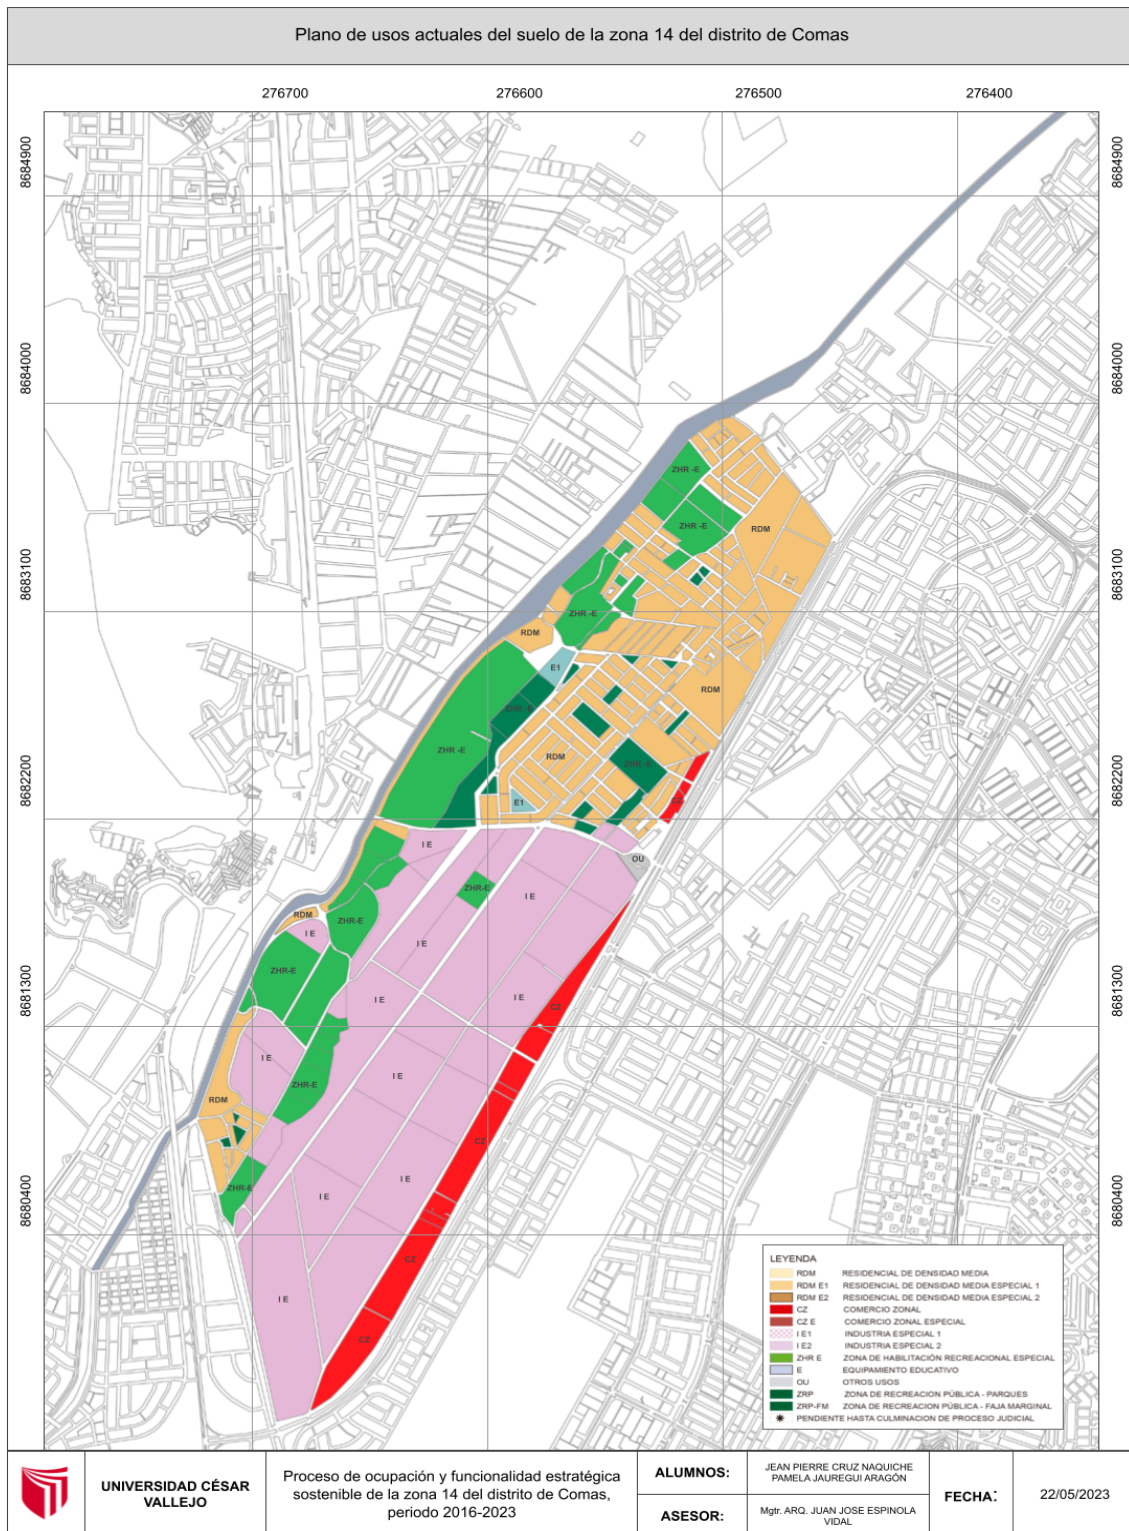 Plano de usos actuales del suelo de la zona 14 del distrito de Comas
276700 276600 276500 276400
8684900 8684900
8684000 8684000
ZHR -E
ZHR -E
RDM
8683100 8683100
ZHR -E
RDM
E1
RDM
ZHR -E
ZHR -E
RDM
ZHR -E
8682200 8682200
E1
CZ
I E
OU
ZHR-E
I E
RDM
ZHR-E
I E
I E
ZHR-E
I E
I E
CZ
8681300 8681300
I E
I E
ZHR-E
RDM
CZ
I E
ZHR-E
I E
8680400 8680400
CZ
I E
CZ
LEYENDA
RDM RESIDENCIAL DE DENSIDAD MEDIA
RDM E1 RESIDENCIAL DE DENSIDAD MEDIA ESPECIAL 1
RDM E2 RESIDENCIAL DE DENSIDAD MEDIA ESPECIAL 2
CZ COMERCIO ZONAL
CZ E COMERCIO ZONAL ESPECIAL
I E1 INDUSTRIA ESPECIAL 1
I E2 INDUSTRIA ESPECIAL 2
ZHR E ZONA DE HABILITACIÓN RECREACIONAL ESPECIAL
E EQUIPAMIENTO EDUCATIVO
OU OTROS USOS
ZRP ZONA DE RECREACION PÚBLICA - PARQUES
ZRP-FM ZONA DE RECREACION PÚBLICA - FAJA MARGINAL
PENDIENTE HASTA CULMINACION DE PROCESO JUDICIAL
UNIVERSIDAD CÉSAR
VALLEJO
Proceso de ocupación y funcionalidad estratégica
sostenible de la zona 14 del distrito de Comas,
periodo 2016-2023
ALUMNOS:
JEAN PIERRE CRUZ NAQUICHE
PAMELA JAUREGUI ARAGÓN
ASESOR:
Mgtr. ARQ. JUAN JOSE ESPINOLA
VIDAL
FECHA:
22/05/2023